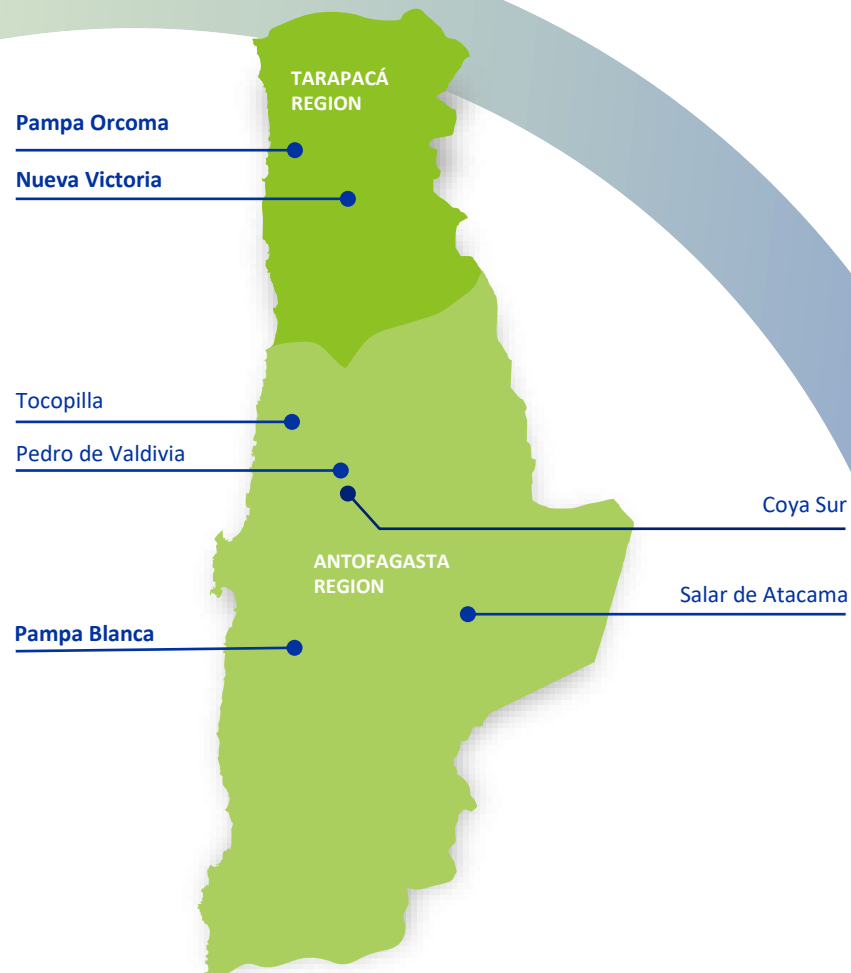 TARAPACÁ
REGION
Pampa Orcoma
Nueva Victoria
Tocopilla
Pedro de Valdivia
Coya Sur
ANTOFAGASTA
REGION
Salar de Atacama
Pampa Blanca